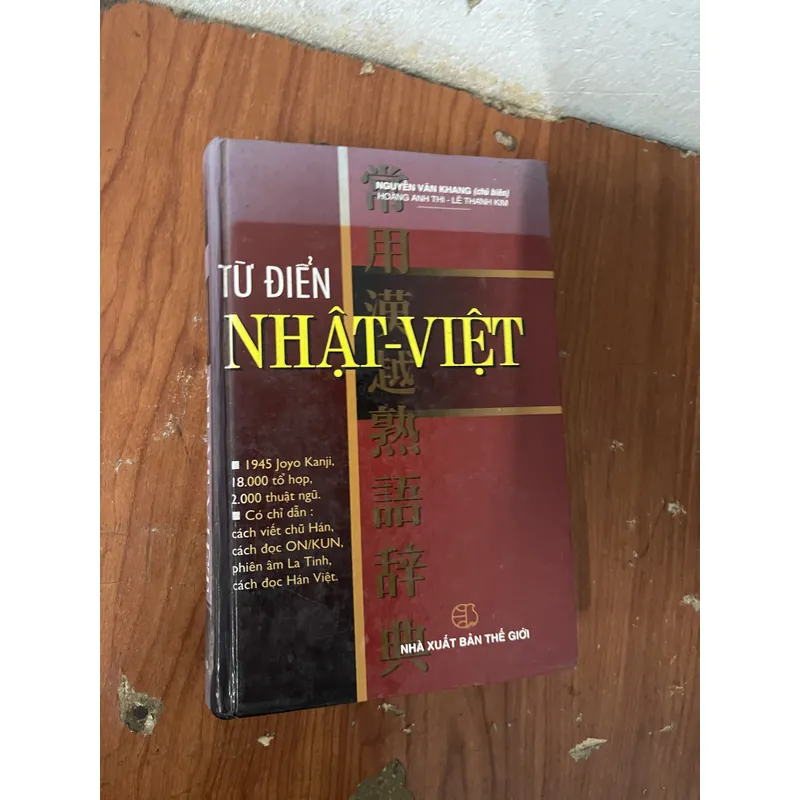 NGUYỄN VĂN KHANG (chủ biên)
HOÀNG ANH THI - LÊ THANH KIM
常用漢越熟語辞典
TỪ ĐIỂN
NHẬT-VIỆT
1945 Joyo Kanji,
18.000 tổ hợp,
2.000 thuật ngũ.
Có chỉ dẫn :
cách viết chũ Hán,
cách đọc ON/KUN,
phiên âm La Tinh,
cách đọc Hán Việt.
NHÀ XUẤT BẢN THẾ GIỚI